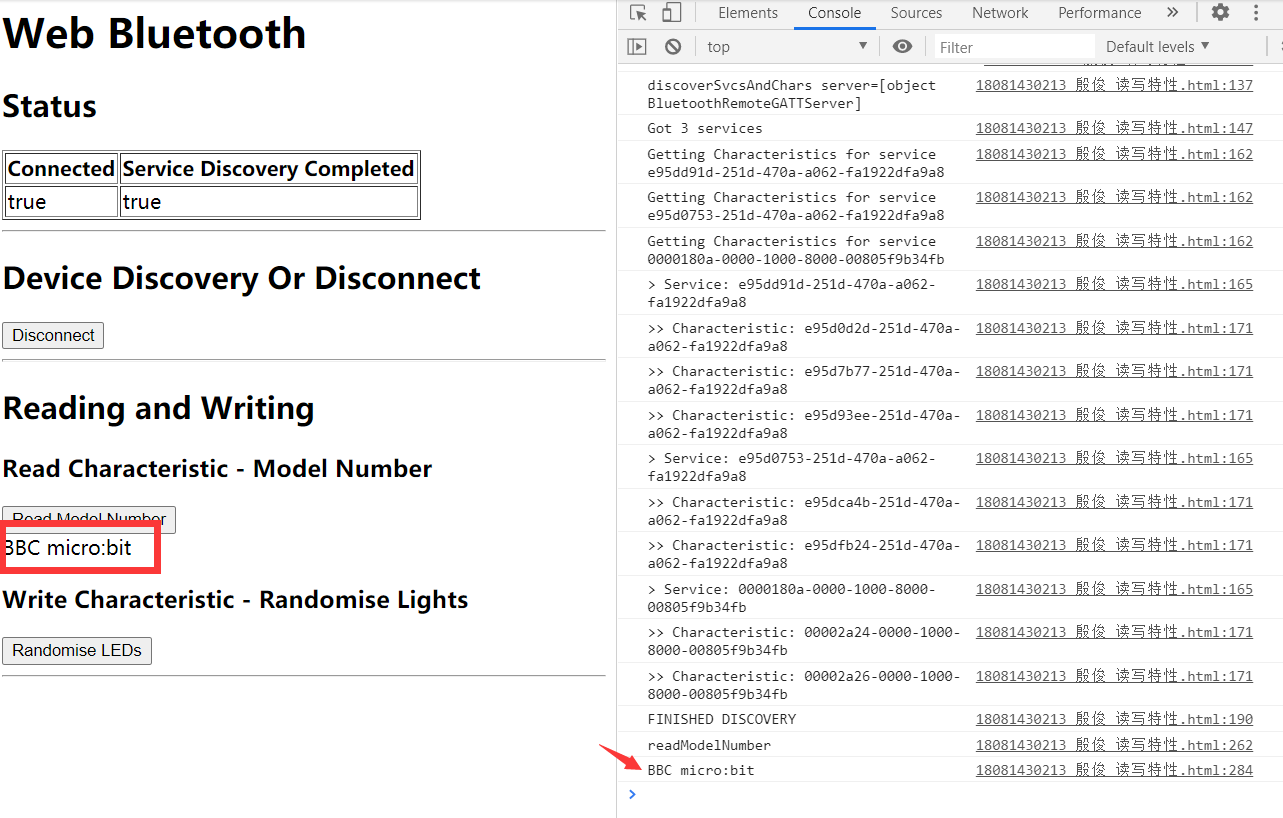 Web Bluetooth
Status
Connected Service Discovery Completed
true true
Device Discovery Or Disconnect
Disconnect
Reading and Writing
Read Characteristic - Model Number
Read Model Number
BBC micro:bit
Write Characteristic - Randomise Lights
Randomise LEDs
Elements Console Sources Network Performance »
top ▼ Filter Default levels ▼
discoverSvcsAndChars server=[object 18081430213 殷俊 读写特性.html:137
BluetoothRemoteGATTServer]
Got 3 services 18081430213 殷俊 读写特性.html:147
Getting Characteristics for service 18081430213 殷俊 读写特性.html:162
e95dd91d-251d-470a-a062-fa1922dfa9a8
Getting Characteristics for service 18081430213 殷俊 读写特性.html:162
e95d0753-251d-470a-a062-fa1922dfa9a8
Getting Characteristics for service 18081430213 殷俊 读写特性.html:162
0000180a-0000-1000-8000-00805f9b34fb
> Service: e95dd91d-251d-470a-a062- 18081430213 殷俊 读写特性.html:165
fa1922dfa9a8
>> Characteristic: e95d0d2d-251d-470a- 18081430213 殷俊 读写特性.html:171
a062-fa1922dfa9a8
>> Characteristic: e95d7b77-251d-470a- 18081430213 殷俊 读写特性.html:171
a062-fa1922dfa9a8
>> Characteristic: e95d93ee-251d-470a- 18081430213 殷俊 读写特性.html:171
a062-fa1922dfa9a8
> Service: e95d0753-251d-470a-a062- 18081430213 殷俊 读写特性.html:165
fa1922dfa9a8
>> Characteristic: e95dca4b-251d-470a- 18081430213 殷俊 读写特性.html:171
a062-fa1922dfa9a8
>> Characteristic: e95dfb24-251d-470a- 18081430213 殷俊 读写特性.html:171
a062-fa1922dfa9a8
> Service: 0000180a-0000-1000-8000- 18081430213 殷俊 读写特性.html:165
00805f9b34fb
>> Characteristic: 00002a24-0000-1000- 18081430213 殷俊 读写特性.html:171
8000-00805f9b34fb
>> Characteristic: 00002a26-0000-1000- 18081430213 殷俊 读写特性.html:171
8000-00805f9b34fb
FINISHED DISCOVERY 18081430213 殷俊 读写特性.html:190
readModelNumber 18081430213 殷俊 读写特性.html:262
BBC micro:bit 18081430213 殷俊 读写特性.html:284
>